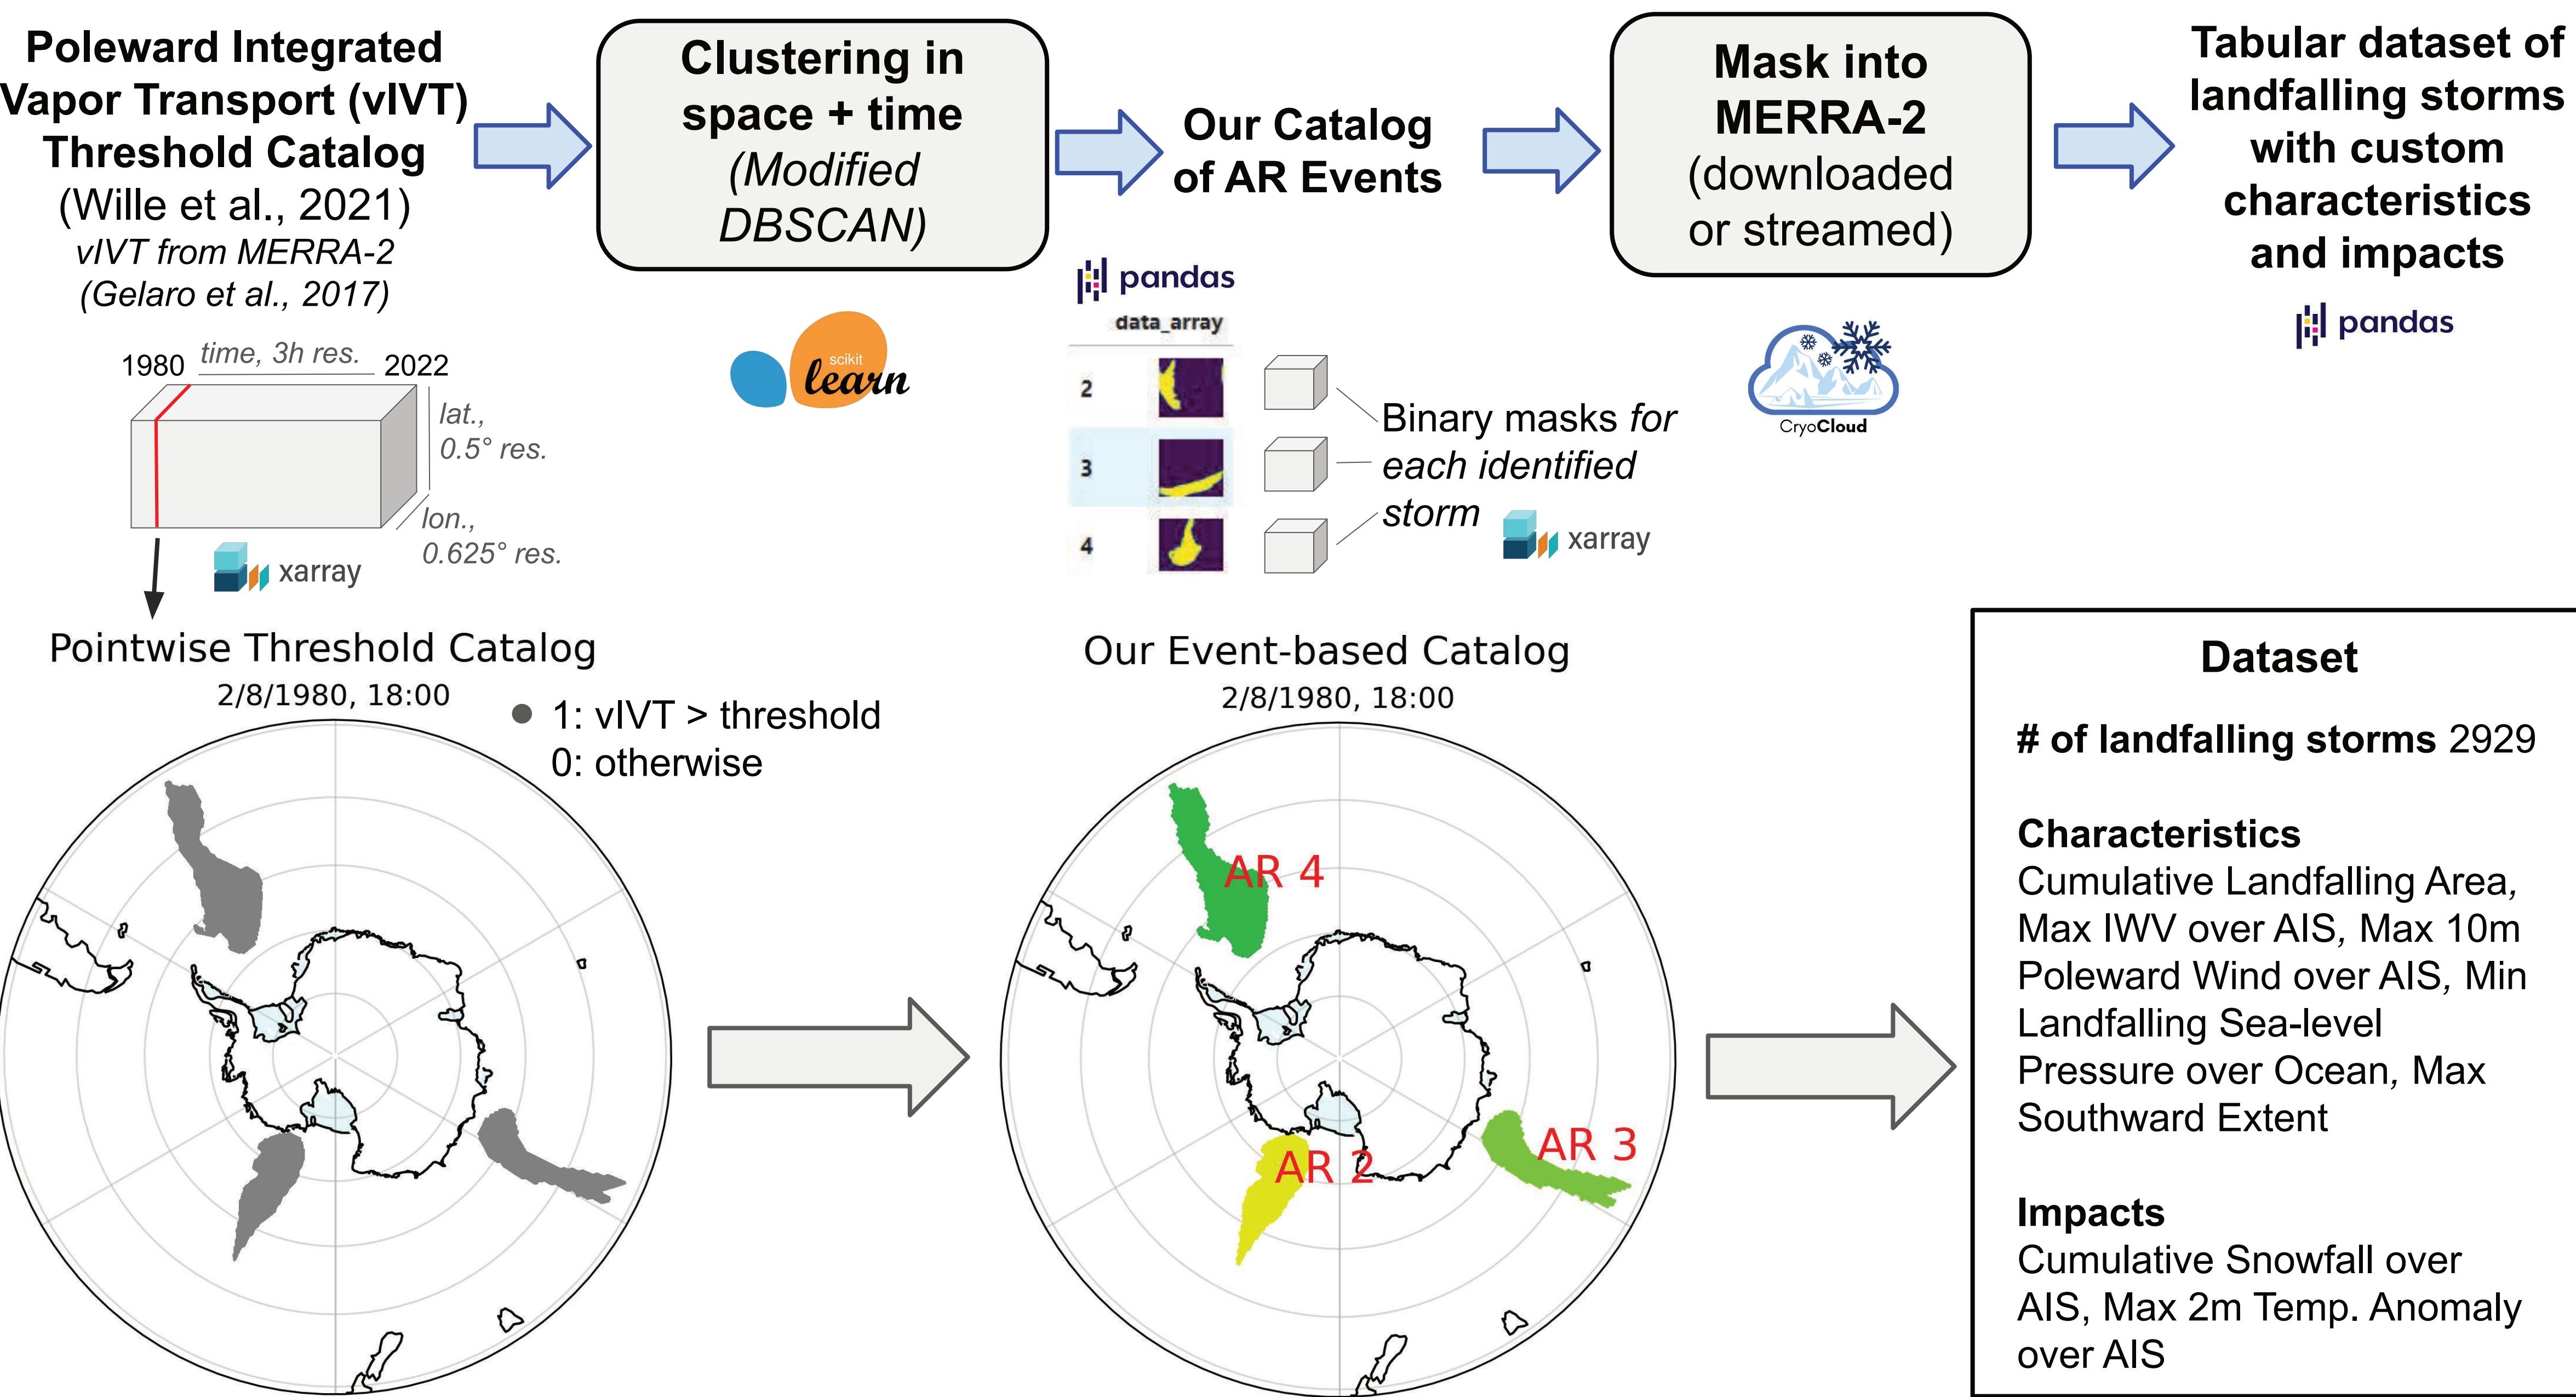 Poleward Integrated
Vapor Transport (vIVT)
Threshold Catalog
(Wille et al., 2021)
vIVT from MERRA-2
(Gelaro et al., 2017)
Clustering in
space + time
(Modified
DBSCAN)
Our Catalog
of AR Events
Mask into
MERRA-2
(downloaded
or streamed)
Tabular dataset of
landfalling storms
with custom
characteristics
and impacts
1980 time, 3h res. 2022
lat.,
0.5° res.
lon.,
0.625° res.
xarray
scikit
learn
pandas
data_array
2
3
4
Binary masks for
each identified
storm
xarray
CryoCloud
pandas
Pointwise Threshold Catalog
2/8/1980, 18:00
1: vIVT > threshold
0: otherwise
Our Event-based Catalog
2/8/1980, 18:00
AR 4
AR 3
AR 2
Dataset
# of landfalling storms 2929
Characteristics
Cumulative Landfalling Area,
Max IWV over AIS, Max 10m
Poleward Wind over AIS, Min
Landfalling Sea-level
Pressure over Ocean, Max
Southward Extent
Impacts
Cumulative Snowfall over
AIS, Max 2m Temp. Anomaly
over AIS